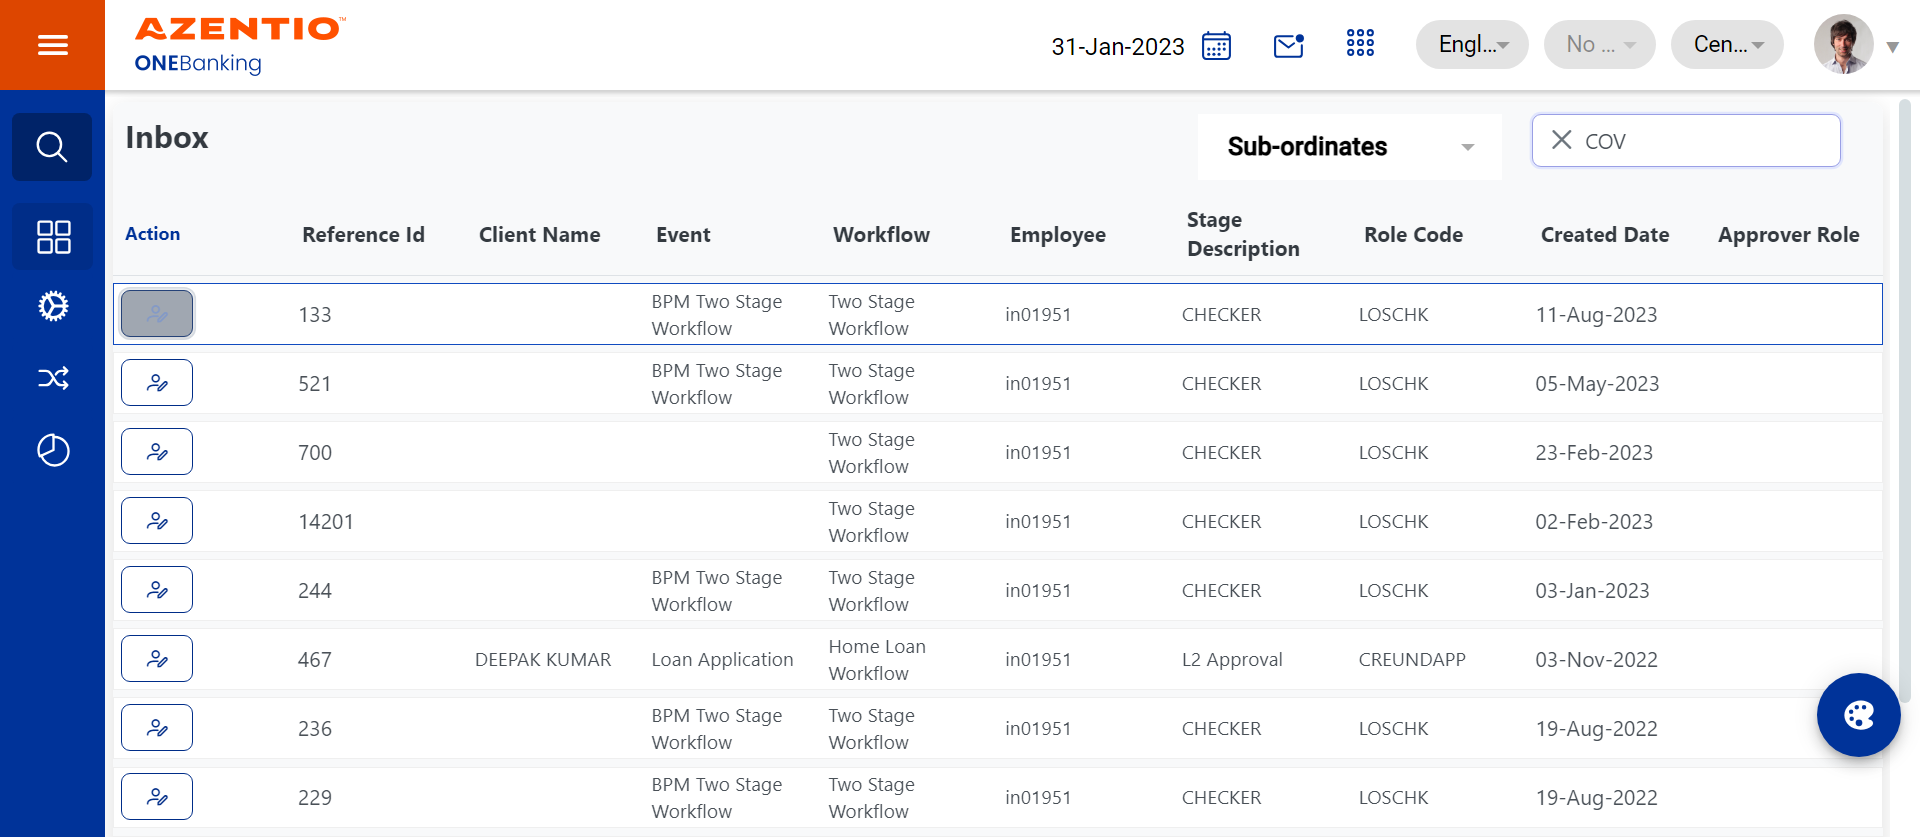 AZENTIO™
ONEBanking
31-Jan-2023
Engl...
No ...
Cen...
Inbox
Sub-ordinates
COV
Action
Reference Id
Client Name
Event
Workflow
Employee
Stage
Description
Role Code
Created Date
Approver Role
133
BPM Two Stage
Workflow
Two Stage
Workflow
in01951
CHECKER
LOSCHK
11-Aug-2023
521
BPM Two Stage
Workflow
Two Stage
Workflow
in01951
CHECKER
LOSCHK
05-May-2023
700
Two Stage
Workflow
in01951
CHECKER
LOSCHK
23-Feb-2023
14201
Two Stage
Workflow
in01951
CHECKER
LOSCHK
02-Feb-2023
244
BPM Two Stage
Workflow
Two Stage
Workflow
in01951
CHECKER
LOSCHK
03-Jan-2023
467
DEEPAK KUMAR
Loan Application
Home Loan
Workflow
in01951
L2 Approval
CREUNDAPP
03-Nov-2022
236
BPM Two Stage
Workflow
Two Stage
Workflow
in01951
CHECKER
LOSCHK
19-Aug-2022
229
BPM Two Stage
Workflow
Two Stage
Workflow
in01951
CHECKER
LOSCHK
19-Aug-2022